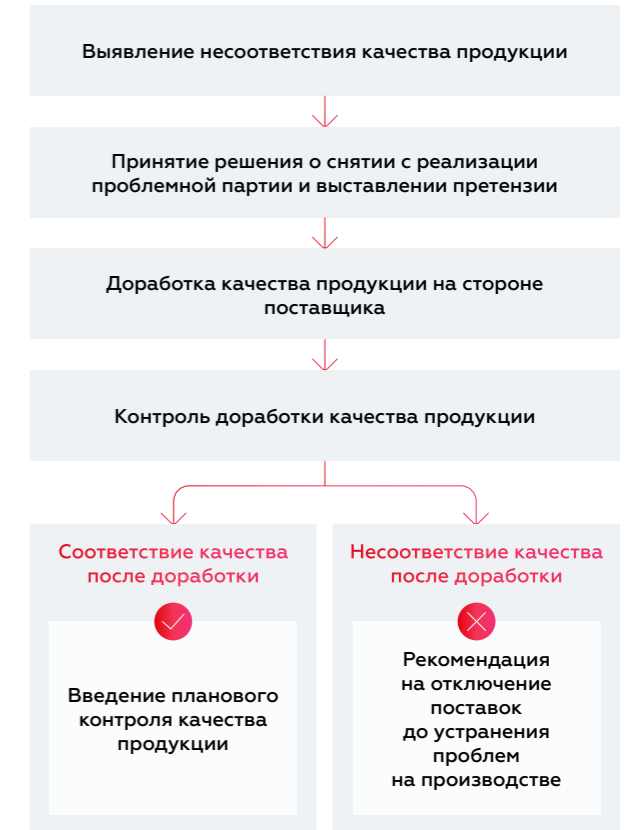 Выявление несоответствия качества продукции
Принятие решения о снятии с реализации
проблемной партии и выставлении претензии
Доработка качества продукции на стороне
поставщика
Контроль доработки качества продукции
Соответствие качества
после доработки
Введение планового
контроля качества
продукции
Несоответствие качества
после доработки
Рекомендация
на отключение
поставок
до устранения
проблем
на производстве